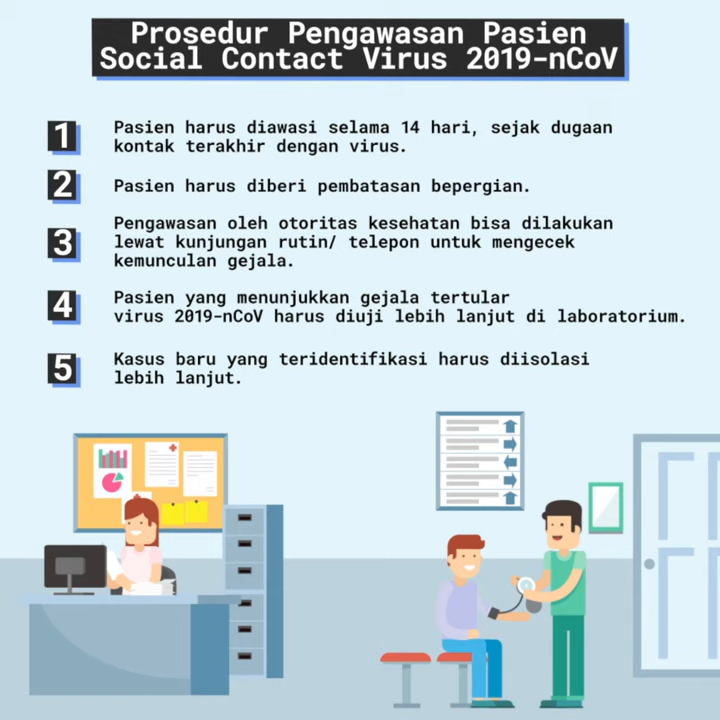 Prosedur Pengawasan Pasien
Social Contact Virus 2019-nCoV
1
Pasien harus diawasi selama 14 hari, sejak dugaan
kontak terakhir dengan virus.
2
Pasien harus diberi pembatasan bepergian.
3
Pengawasan oleh otoritas kesehatan bisa dilakukan
lewat kunjungan rutin/ telepon untuk mengecek
kemunculan gejala.
4
Pasien yang menunjukkan gejala tertular
virus 2019-nCoV harus diuji lebih lanjut di laboratorium.
5
Kasus baru yang teridentifikasi harus diisolasi
lebih lanjut.